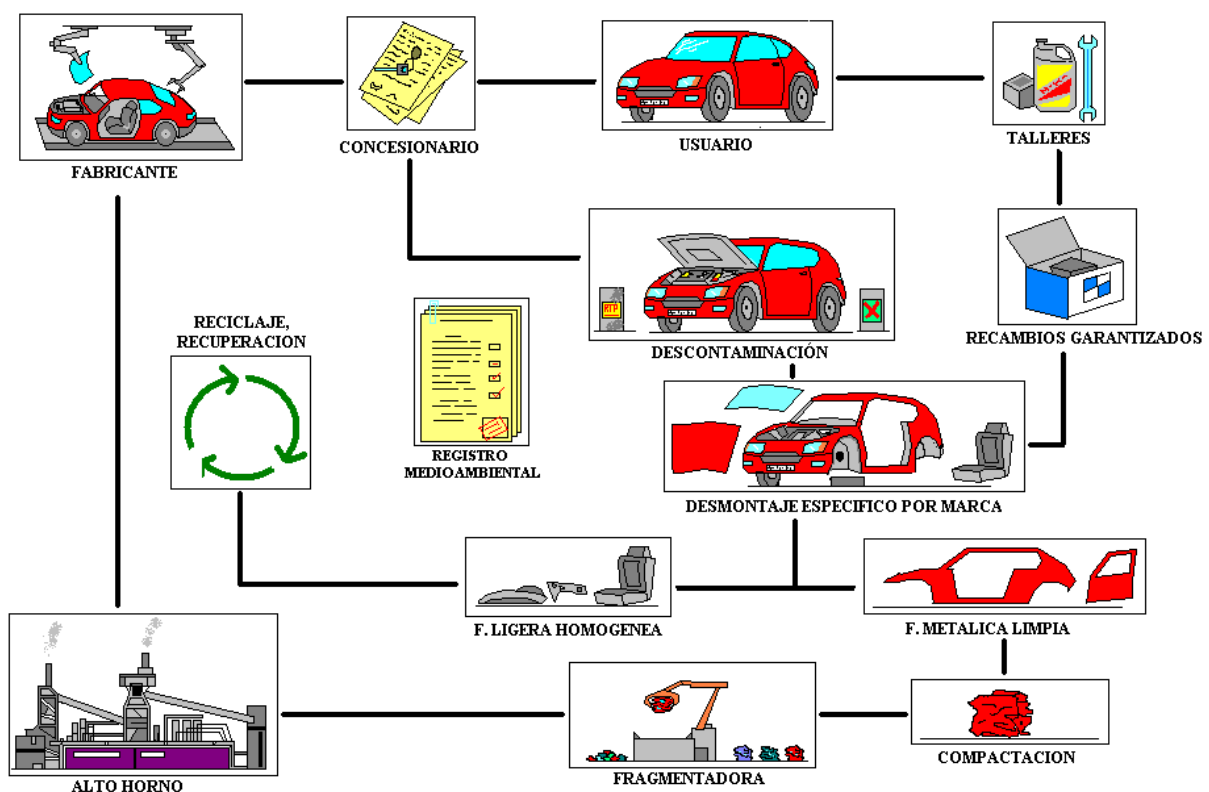 FABRICANTE
CONCESIONARIO
USUARIO
TALLERES
RTP
DESCONTAMINACIÓN
RECAMBIOS GARANTIZADOS
RECICLAJE,
RECUPERACION
REGISTRO
MEDIOAMBIENTAL
DESMONTAJE ESPECIFICO POR MARCA
F. LIGERA HOMOGENEA
F. METALICA LIMPIA
ALTO HORNO
FRAGMENTADORA
COMPACTACION